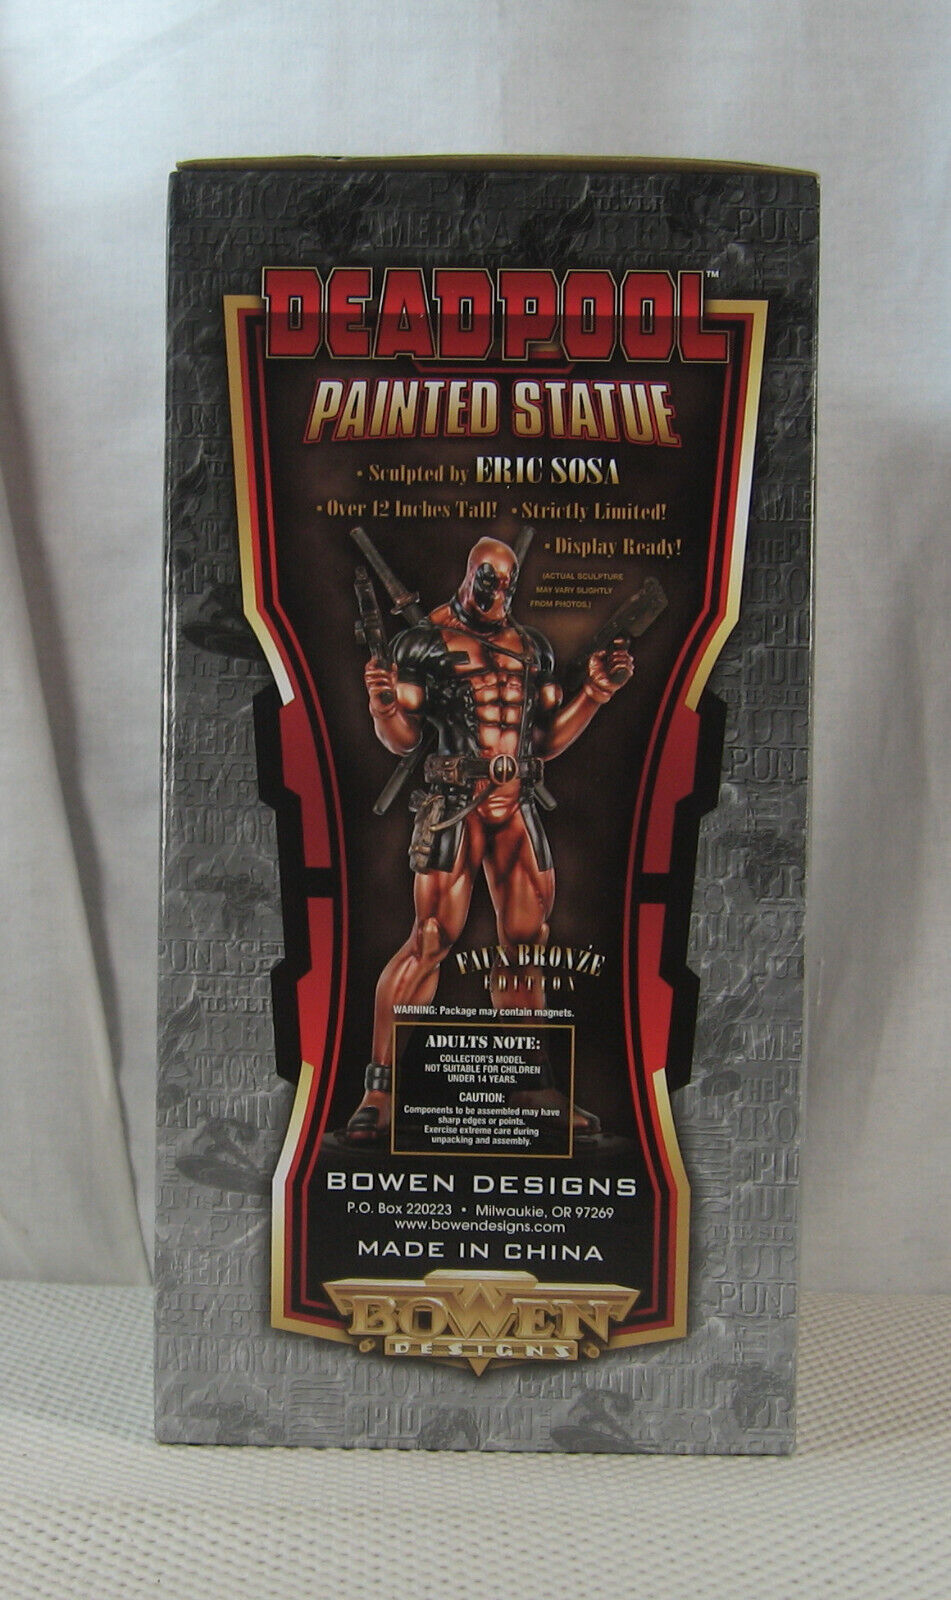 DEADPOOL™
PAINTED STATUE
• Sculpted by ERIC SOSA
• Over 12 Inches Tall! • Strictly Limited!
• Display Ready!
(ACTUAL SCULPTURE
MAY VARY SLIGHTLY
FROM PHOTOS.)
FAUX BRONZE
EDITION
WARNING: Package may contain magnets.
ADULTS NOTE:
COLLECTOR'S MODEL.
NOT SUITABLE FOR CHILDREN
UNDER 14 YEARS.
CAUTION:
Components to be assembled may have
sharp edges or points.
Exercise extreme care during
unpacking and assembly.
BOWEN DESIGNS
P.O. Box 220223 • Milwaukie, OR 97269
www.bowendesigns.com
MADE IN CHINA
BOWEN
DESIGNS